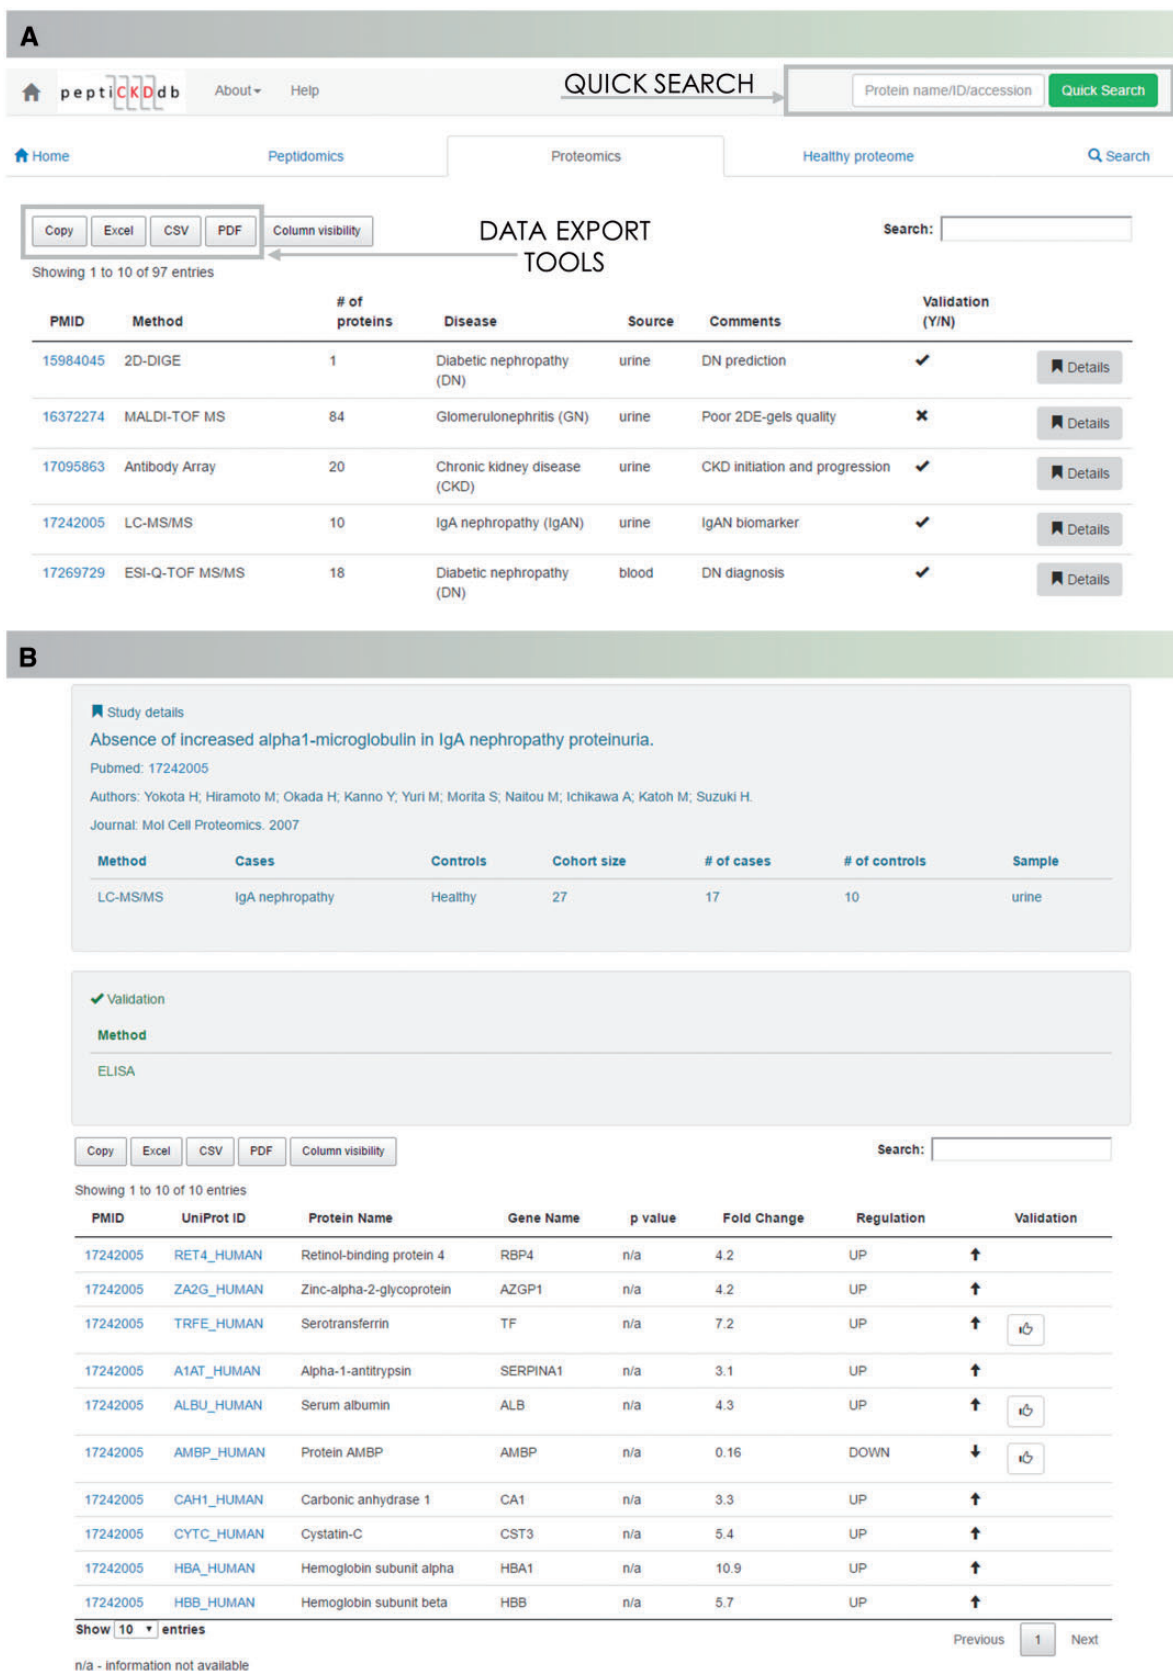 A
peptiCKDdb About Help QUICK SEARCH Protein name/ID/accession Quick Search
Home Peptidomics Proteomics Healthy proteome Search
Copy Excel CSV PDF Column visibility DATA EXPORT TOOLS Search:
Showing 1 to 10 of 97 entries
PMID Method # of proteins Disease Source Comments Validation (Y/N)
15984045 2D-DIGE 1 Diabetic nephropathy (DN) urine DN prediction Details
16372274 MALDI-TOF MS 84 Glomerulonephritis (GN) urine Poor 2DE-gels quality Details
17095863 Antibody Array 20 Chronic kidney disease (CKD) urine CKD initiation and progression Details
17242005 LC-MS/MS 10 IgA nephropathy (IgAN) urine IgAN biomarker Details
17269729 ESI-Q-TOF MS/MS 18 Diabetic nephropathy (DN) blood DN diagnosis Details
B
Study details
Absence of increased alpha1-microglobulin in IgA nephropathy proteinuria.
Pubmed: 17242005
Authors: Yokota H; Hiramoto M; Okada H; Kanno Y; Yuri M; Morita S; Naitou M; Ichikawa A; Katoh M; Suzuki H.
Journal: Mol Cell Proteomics. 2007
Method Cases Controls Cohort size # of cases # of controls Sample
LC-MS/MS IgA nephropathy Healthy 27 17 10 urine
Validation
Method
ELISA
Copy Excel CSV PDF Column visibility Search:
Showing 1 to 10 of 10 entries
PMID UniProt ID Protein Name Gene Name p value Fold Change Regulation Validation
17242005 RET4_HUMAN Retinol-binding protein 4 RBP4 n/a 4.2 UP
17242005 ZA2G_HUMAN Zinc-alpha-2-glycoprotein AZGP1 n/a 4.2 UP
17242005 TRFE_HUMAN Serotransferrin TF n/a 7.2 UP
17242005 A1AT_HUMAN Alpha-1-antitrypsin SERPINA1 n/a 3.1 UP
17242005 ALBU_HUMAN Serum albumin ALB n/a 4.3 UP
17242005 AMBP_HUMAN Protein AMBP AMBP n/a 0.16 DOWN
17242005 CAH1_HUMAN Carbonic anhydrase 1 CA1 n/a 3.3 UP
17242005 CYTC_HUMAN Cystatin-C CST3 n/a 5.4 UP
17242005 HBA_HUMAN Hemoglobin subunit alpha HBA1 n/a 10.9 UP
17242005 HBB_HUMAN Hemoglobin subunit beta HBB n/a 5.7 UP
Show 10 entries Previous 1 Next
n/a - information not available